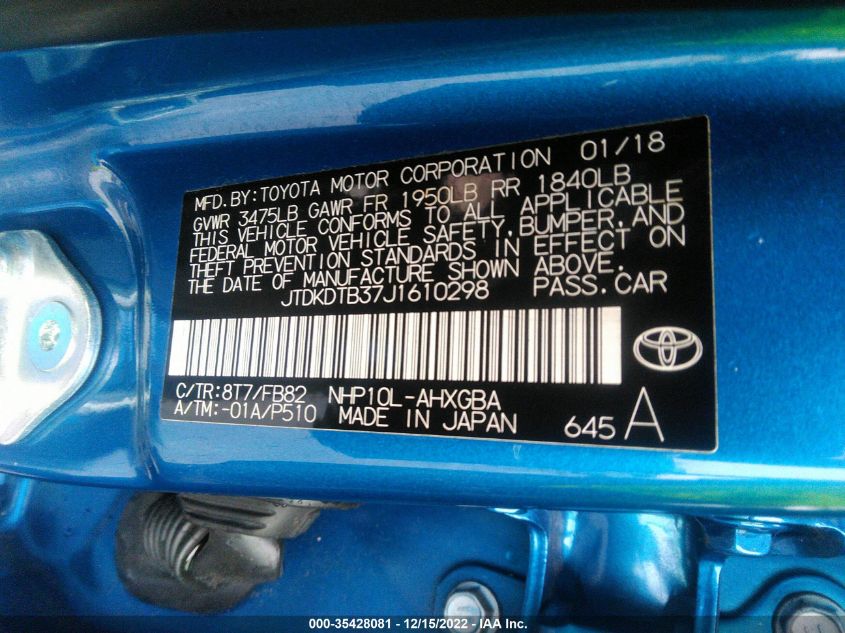 MFD. BY: TOYOTA MOTOR CORPORATION 01/18
GVWR 3475LB GAWR FR 1950LB RR 1840LB
THIS VEHICLE CONFORMS TO ALL APPLICABLE
FEDERAL MOTOR VEHICLE SAFETY, BUMPER, AND
THEFT PREVENTION STANDARDS IN EFFECT ON
THE DATE OF MANUFACTURE SHOWN ABOVE.
JTDKDTB37J1610298 PASS. CAR
C/TR: 8T7/FB82 NHP10L-AHXGBA
A/TM: -01A/P510 MADE IN JAPAN 645 A
000-35428081 - 12/15/2022 - IAA Inc.